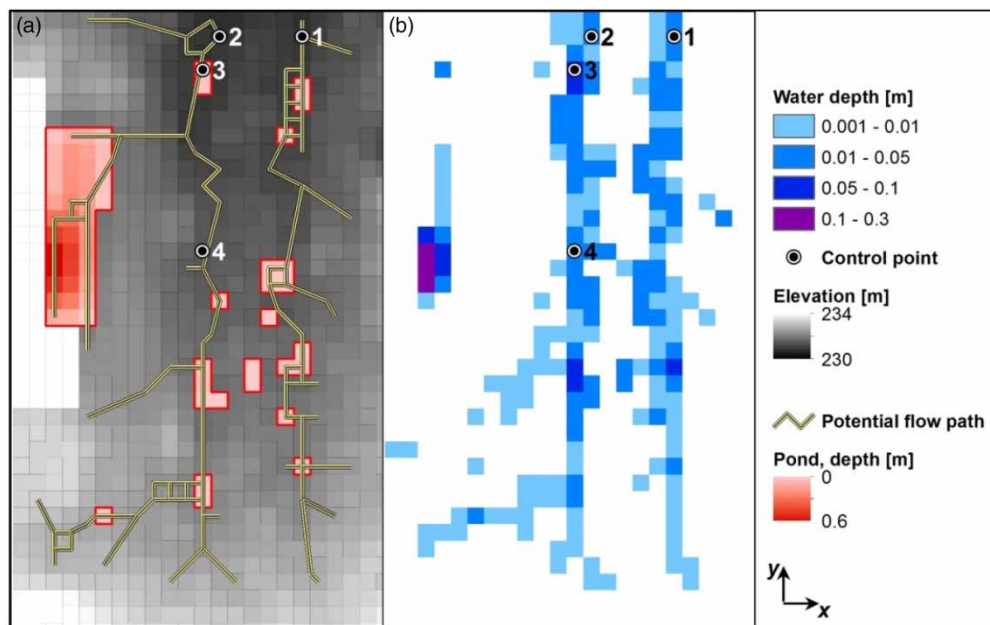 (a)
2
1
3
4
(b)
2
1
3
4
Water depth [m]
0.001 - 0.01
0.01 - 0.05
0.05 - 0.1
0.1 - 0.3
Control point
Elevation [m]
234
230
Potential flow path
Pond, depth [m]
0
0.6
y
x